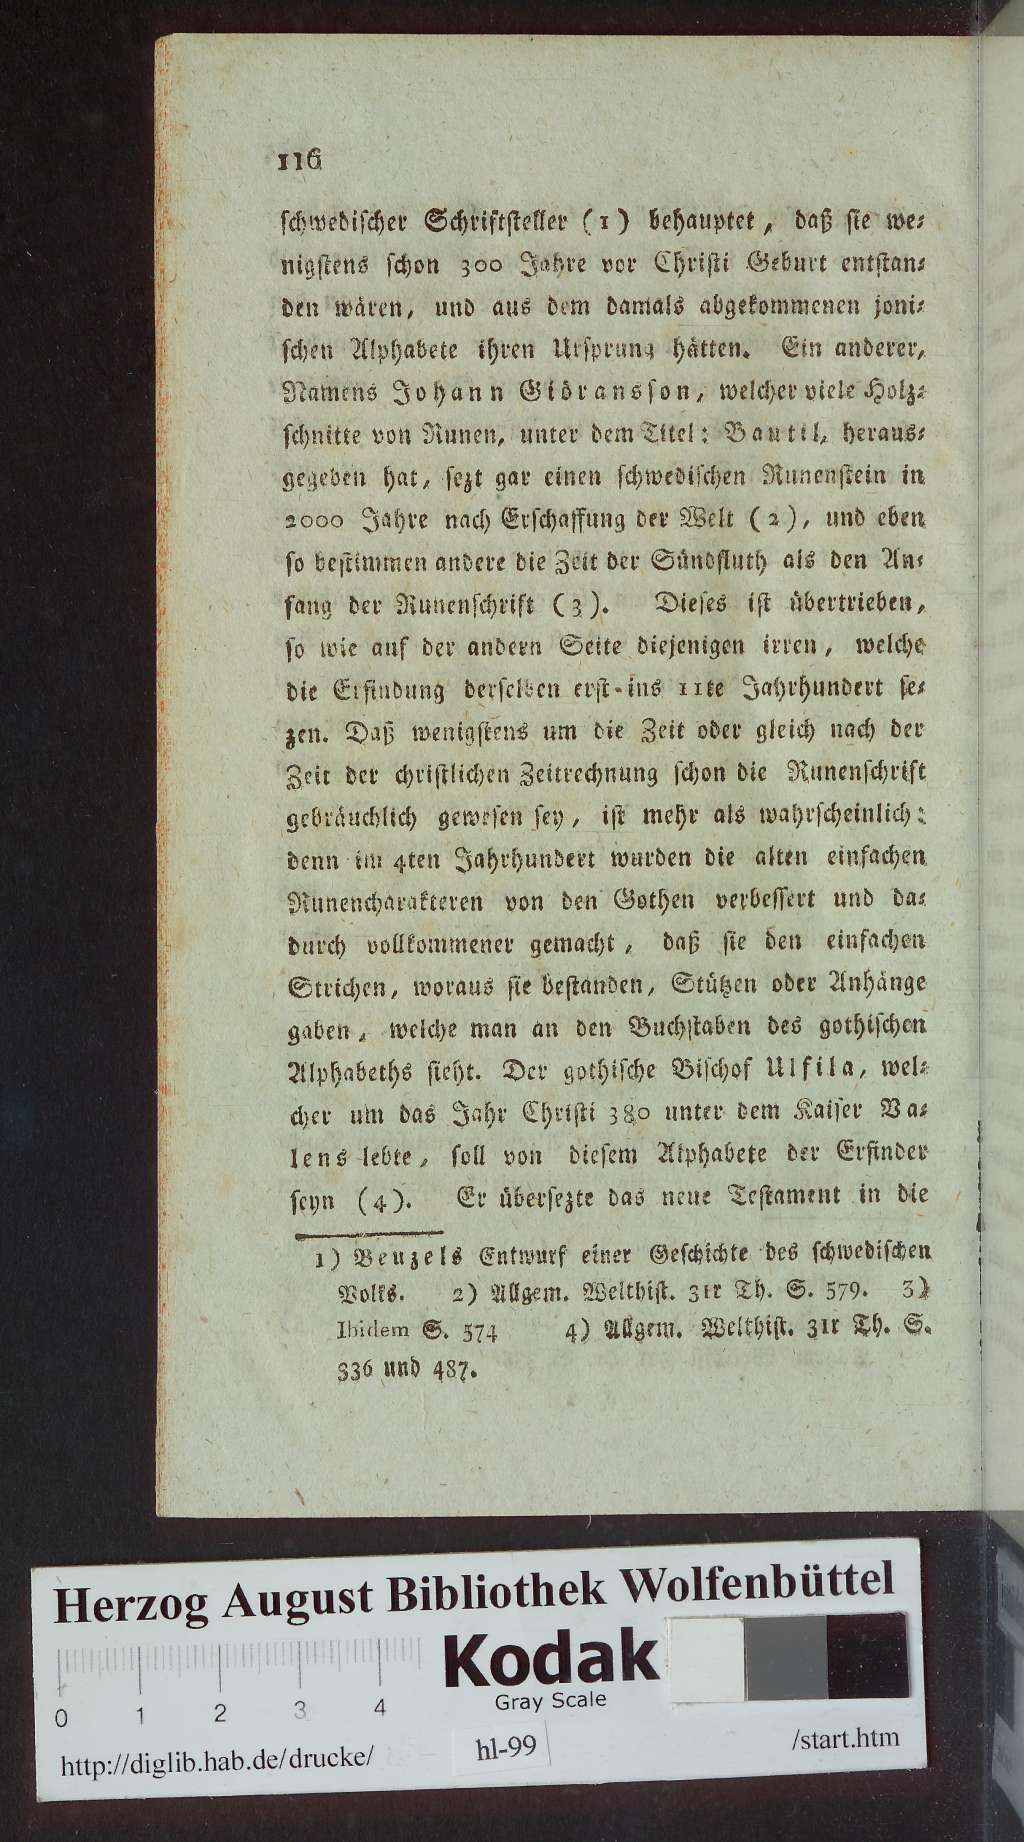 116
schwedischer Schriftsteller (1) behauptet, daß sie we-
nigstens schon 300 Jahre vor Christi Geburt entstan-
den wären, und aus dem damals abgekommenen joni-
schen Alphabete ihren Ursprung hätten. Ein anderer,
Namens Johann Giöransson, welcher viele Holz-
schnitte von Runen, unter dem Titel: Bautil, heraus-
gegeben hat, sezt gar einen schwedischen Runenstein in
2000 Jahre nach Erschaffung der Welt (2), und eben
so bestimmen andere die Zeit der Sündfluth als den An-
fang der Runenschrift (3). Dieses ist übertrieben,
so wie auf der andern Seite diejenigen irren, welche
die Erfindung derselben erst-ins 11te Jahrhundert se-
zen. Daß wenigstens um die Zeit oder gleich nach der
Zeit der christlichen Zeitrechnung schon die Runenschrift
gebräuchlich gewesen sey, ist mehr als wahrscheinlich:
denn im 4ten Jahrhundert wurden die alten einfachen
Runencharakteren von den Gothen verbessert und da-
durch vollkommener gemacht, daß sie den einfachen
Strichen, woraus sie bestanden, Stützen oder Anhänge
gaben, welche man an den Buchstaben des gothischen
Alphabeths sieht. Der gothische Bischof Ulfila, wel-
cher um das Jahr Christi 380 unter dem Kaiser Va-
lens lebte, soll von diesem Alphabete der Erfinder
seyn (4). Er übersezte das neue Testament in die
1) Beuzels Entwurf einer Geschichte des schwedischen
Volks. 2) Allgem. Welthist. 31r Th. S. 579. 3)
Ibidem S. 574 4) Allgem. Welthist. 31r Th. S.
336 und 487.
Herzog August Bibliothek Wolfenbüttel
Kodak
Gray Scale
0 1 2 3 4
http://diglib.hab.de/drucke/ hl-99 /start.htm